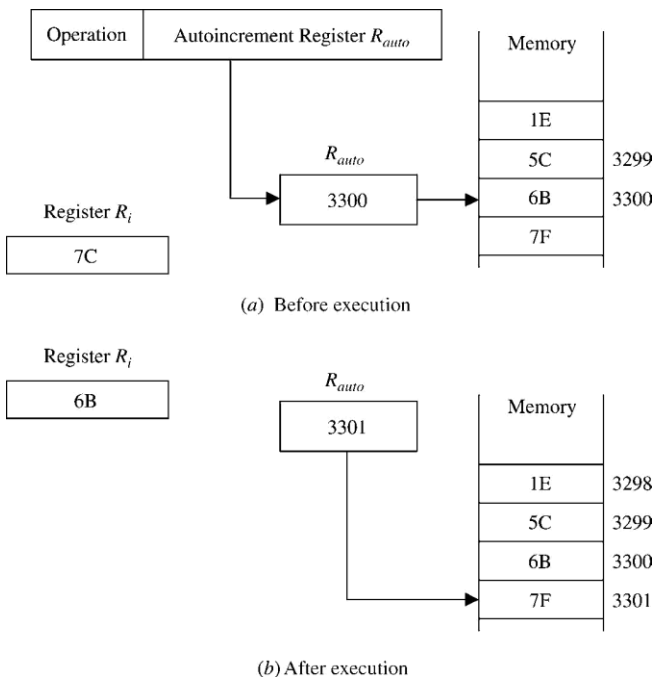 Operation Autoincrement Register R_auto
Memory
1E
R_auto
5C 3299
3300
6B 3300
Register R_i
7F
7C
(a) Before execution
Register R_i
R_auto
6B
Memory
3301
1E 3298
5C 3299
6B 3300
7F 3301
(b) After execution